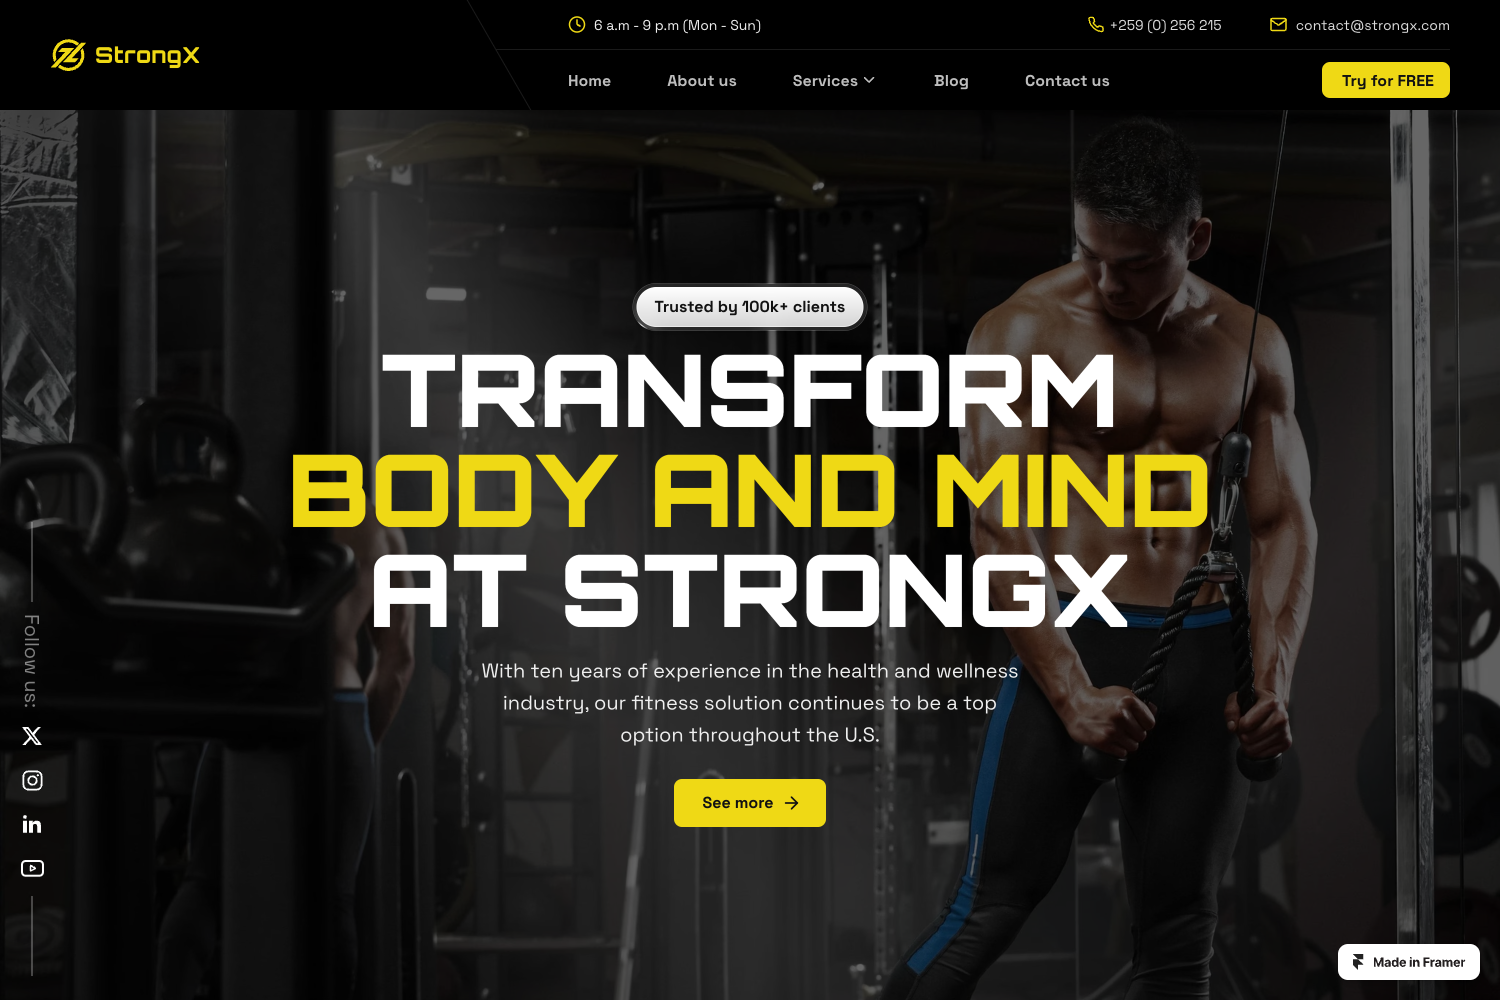 StrongX
6 a.m - 9 p.m (Mon - Sun)
+259 (0) 256 215
contact@strongx.com
Home
About us
Services
Blog
Contact us
Try for FREE
Trusted by 100k+ clients
TRANSFORM
BODY AND MIND
AT STRONGX
With ten years of experience in the health and wellness
industry, our fitness solution continues to be a top
option throughout the U.S.
See more
Follow us:
Made in Framer